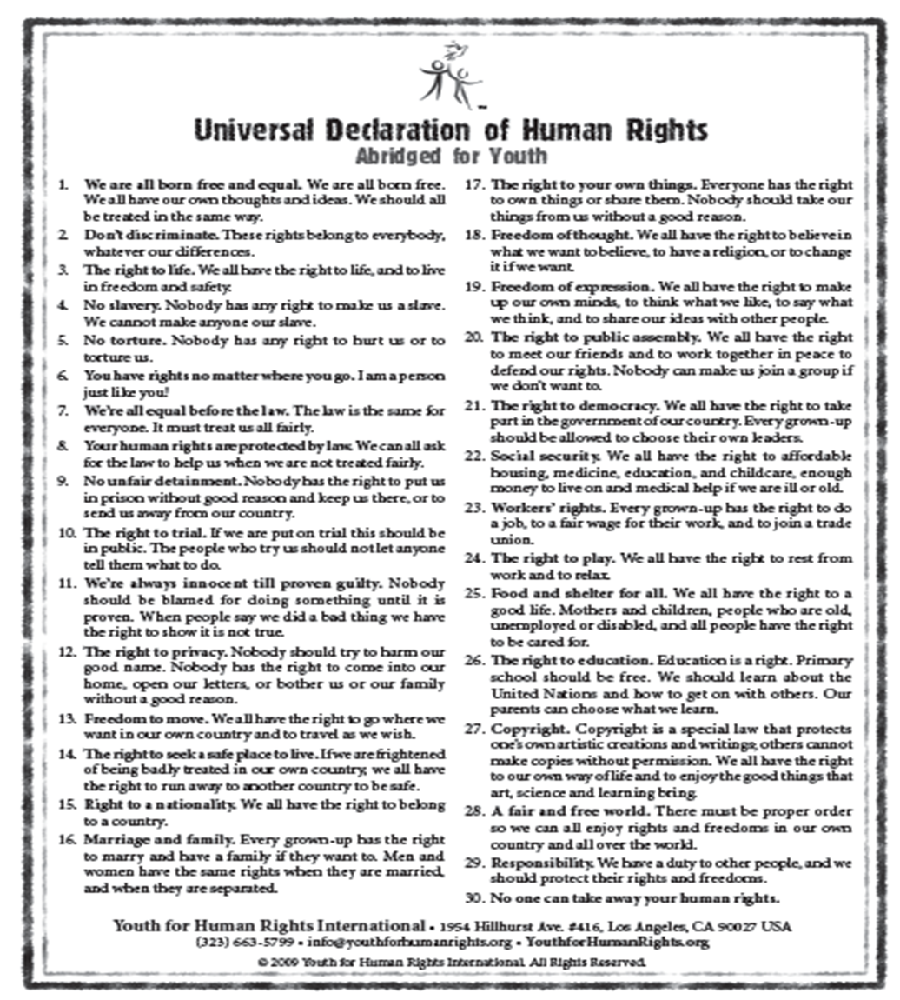 Universal Declaration of Human Rights
Abridged for Youth
1. We are all born free and equal. We are all born free.
We all have our own thoughts and ideas. We should all
be treated in the same way.
2. Don't discriminate. These rights belong to everybody,
whatever our differences.
3. The right to life. We all have the right to life, and to live
in freedom and safety.
4. No slavery. Nobody has any right to make us a slave.
We cannot make anyone our slave.
5. No torture. Nobody has any right to hurt us or to
torture us.
6. You have rights no matter where you go. I am a person
just like you!
7. We're all equal before the law. The law is the same for
everyone. It must treat us all fairly.
8. Your human rights are protected by law. We can all ask
for the law to help us when we are not treated fairly.
9. No unfair detainment. Nobody has the right to put us
in prison without good reason and keep us there, or to
send us away from our country.
10. The right to trial. If we are put on trial this should be
in public. The people who try us should not let anyone
tell them what to do.
11. We're always innocent till proven guilty. Nobody
should be blamed for doing something until it is
proven. When people say we did a bad thing we have
the right to show it is not true.
12. The right to privacy. Nobody should try to harm our
good name. Nobody has the right to come into our
home, open our letters, or bother us or our family
without a good reason.
13. Freedom to move. We all have the right to go where we
want in our own country and to travel as we wish.
14. The right to seek a safe place to live. If we are frightened
of being badly treated in our own country, we all have
the right to run away to another country to be safe.
15. Right to a nationality. We all have the right to belong
to a country.
16. Marriage and family. Every grown-up has the right
to marry and have a family if they want to. Men and
women have the same rights when they are married,
and when they are separated.
17. The right to your own things. Everyone has the right
to own things or share them. Nobody should take our
things from us without a good reason.
18. Freedom of thought. We all have the right to believe in
what we want to believe, to have a religion, or to change
it if we want.
19. Freedom of expression. We all have the right to make
up our own minds, to think what we like, to say what
we think, and to share our ideas with other people.
20. The right to public assembly. We all have the right
to meet our friends and to work together in peace to
defend our rights. Nobody can make us join a group if
we don't want to.
21. The right to democracy. We all have the right to take
part in the government of our country. Every grown-up
should be allowed to choose their own leaders.
22. Social security. We all have the right to affordable
housing, medicine, education, and childcare, enough
money to live on and medical help if we are ill or old.
23. Workers' rights. Every grown-up has the right to do
a job, to a fair wage for their work, and to join a trade
union.
24. The right to play. We all have the right to rest from
work and to relax.
25. Food and shelter for all. We all have the right to a
good life. Mothers and children, people who are old,
unemployed or disabled, and all people have the right
to be cared for.
26. The right to education. Education is a right. Primary
school should be free. We should learn about the
United Nations and how to get on with others. Our
parents can choose what we learn.
27. Copyright. Copyright is a special law that protects
one's own artistic creations and writings; others cannot
make copies without permission. We all have the right
to our own way of life and to enjoy the good things that
art, science and learning bring.
28. A fair and free world. There must be proper order
so we can all enjoy rights and freedoms in our own
country and all over the world.
29. Responsibility. We have a duty to other people, and we
should protect their rights and freedoms.
30. No one can take away your human rights.
Youth for Human Rights International • 1954 Hillhurst Ave. #416, Los Angeles, CA 90027 USA
(323) 663-5799 • info@youthforhumanrights.org • YouthforHumanRights.org
© 2009 Youth for Human Rights International. All Rights Reserved.